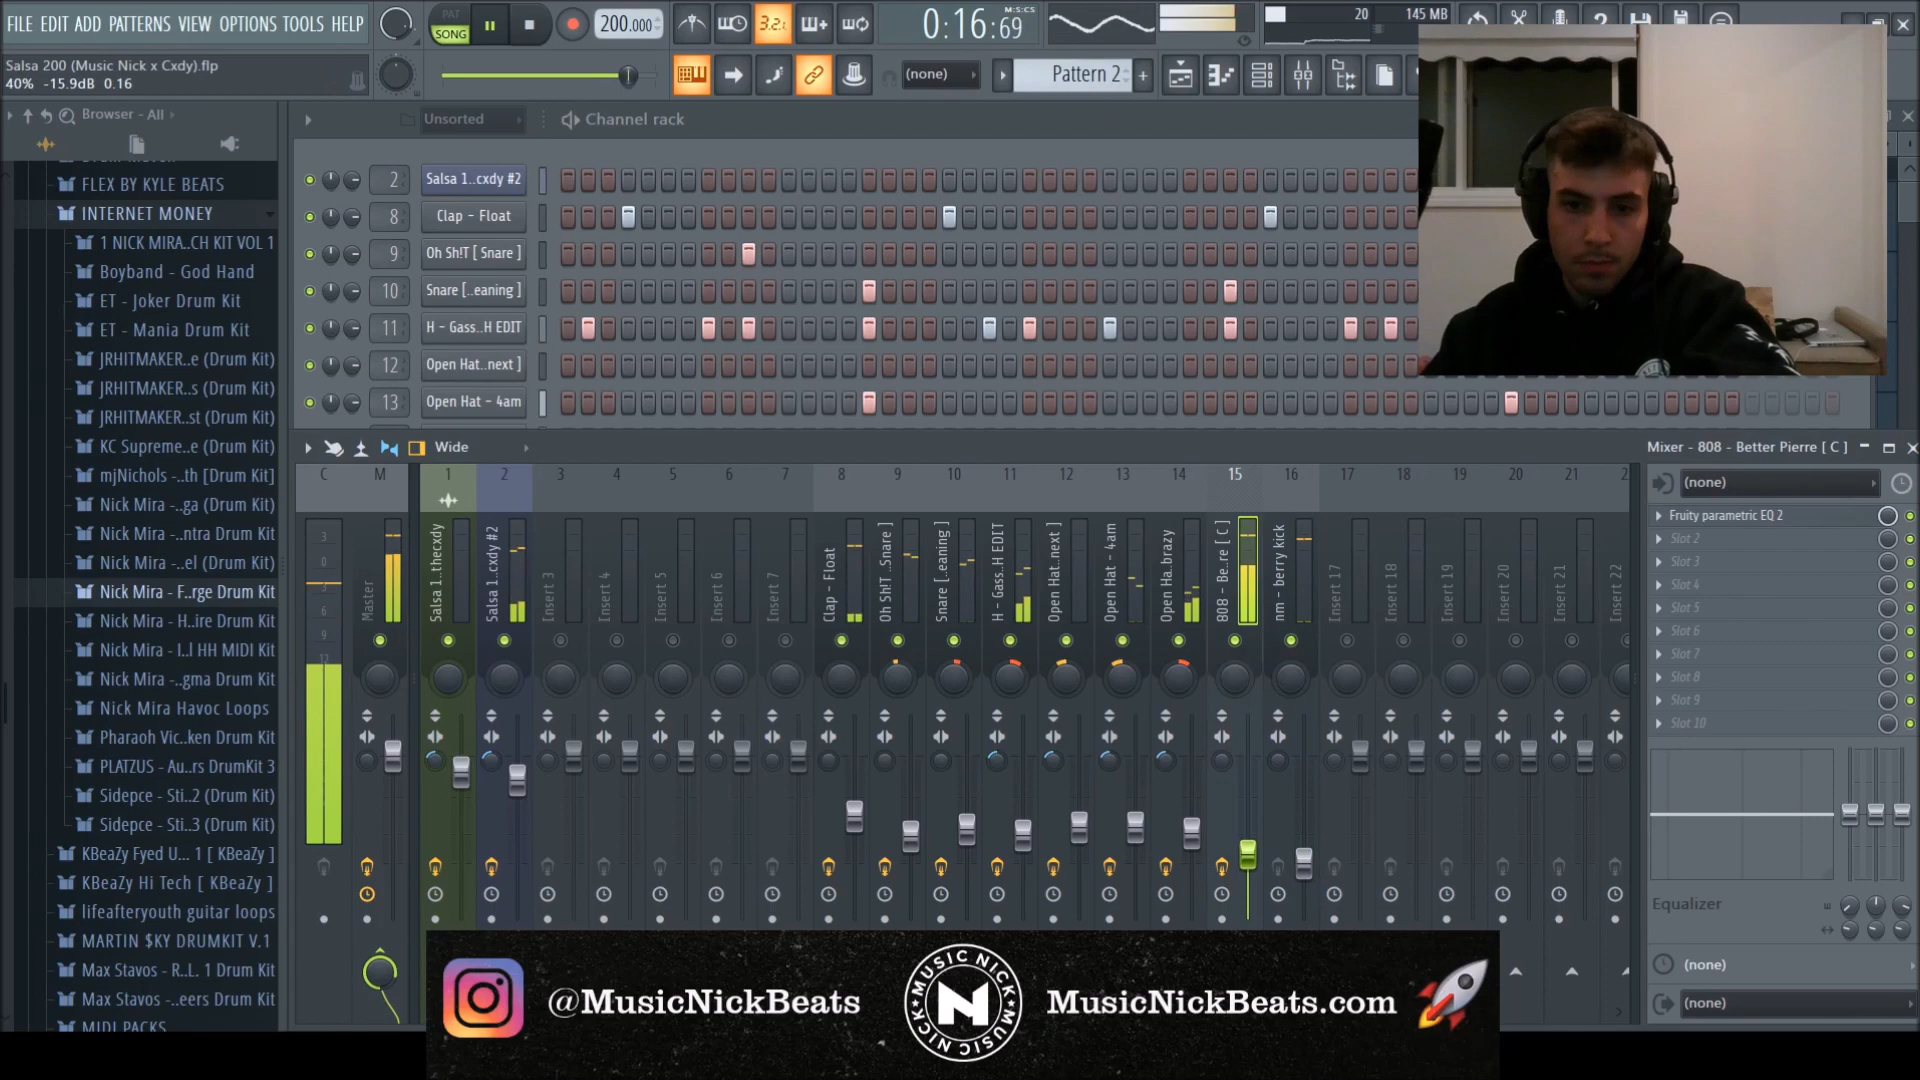 FILE EDIT ADD PATTERNS VIEW OPTIONS TOOLS HELP
PAT
SONG
200.000
3.2.
0:16:69
M:S:CS
20
145 MB
Salsa 200 (Music Nick x Cxdy).flp
40% -15.9dB 0.16
(none)
Pattern 2
Browser - All
Unsorted
Channel rack
FLEX BY KYLE BEATS
INTERNET MONEY
1 NICK MIRA..CH KIT VOL 1
Boyband - God Hand
ET - Joker Drum Kit
ET - Mania Drum Kit
JRHITMAKER..e (Drum Kit)
JRHITMAKER..s (Drum Kit)
JRHITMAKER..st (Drum Kit)
KC Supreme..e (Drum Kit)
mjNichols -..th [Drum Kit]
Nick Mira -..ga (Drum Kit)
Nick Mira -..ntra Drum Kit
Nick Mira -..el (Drum Kit)
Nick Mira - F..rge Drum Kit
Nick Mira - H..ire Drum Kit
Nick Mira - I..l HH MIDI Kit
Nick Mira -..gma Drum Kit
Nick Mira Havoc Loops
Pharaoh Vic..ken Drum Kit
PLATZUS - Au..rs DrumKit 3
Sidepce - Sti..2 (Drum Kit)
Sidepce - Sti..3 (Drum Kit)
KBeaZy Fyed U... 1 [ KBeaZy ]
KBeaZy Hi Tech [ KBeaZy ]
lifeafteryouth guitar loops
MARTIN $KY DRUMKIT V.1
Max Stavos - R..L. 1 Drum Kit
Max Stavos -..eers Drum Kit
MIDI PACKS
2 Salsa 1..cxdy #2
8 Clap - Float
9 Oh Sh!T [ Snare ]
10 Snare [..eaning ]
11 H - Gass..H EDIT
12 Open Hat..next ]
13 Open Hat - 4am
Wide
Mixer - 808 - Better Pierre [ C ]
C M 1 2 3 4 5 6 7 8 9 10 11 12 13 14 15 16 17 18 19 20 21
3
0
3
6
9
12
Master
Salsa 1..thecxdy
Salsa 1..cxdy #2
Insert 3
Insert 4
Insert 5
Insert 6
Insert 7
Clap - Float
Oh Sh!T ..Snare ]
Snare [..eaning ]
H - Gass..H EDIT
Open Hat..next ]
Open Hat - 4am
Open Ha..brazy
808 - Be..re [ C ]
nm - berry kick
Insert 17
Insert 18
Insert 19
Insert 20
Insert 21
Insert 22
(none)
Fruity parametric EQ 2
Slot 2
Slot 3
Slot 4
Slot 5
Slot 6
Slot 7
Slot 8
Slot 9
Slot 10
Equalizer
(none)
(none)
@MusicNickBeats
MUSIC NICK
N
MUSIC NICK
MusicNickBeats.com